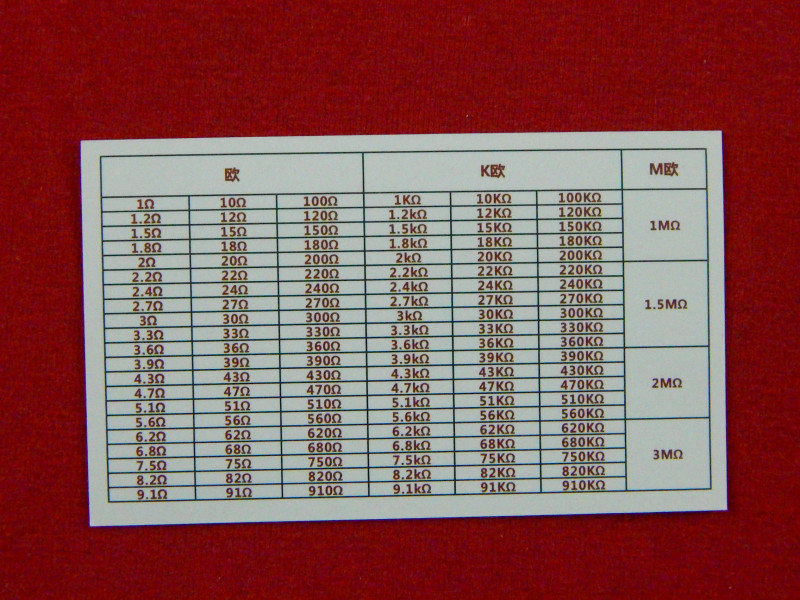 欧 K欧 M欧
1Ω 10Ω 100Ω 1KΩ 10KΩ 100KΩ 1MΩ
1.2Ω 12Ω 120Ω 1.2kΩ 12KΩ 120KΩ
1.5Ω 15Ω 150Ω 1.5kΩ 15KΩ 150KΩ
1.8Ω 18Ω 180Ω 1.8kΩ 18KΩ 180KΩ
2Ω 20Ω 200Ω 2kΩ 20KΩ 200KΩ
2.2Ω 22Ω 220Ω 2.2kΩ 22KΩ 220KΩ 1.5MΩ
2.4Ω 24Ω 240Ω 2.4kΩ 24KΩ 240KΩ
2.7Ω 27Ω 270Ω 2.7kΩ 27KΩ 270KΩ
3Ω 30Ω 300Ω 3kΩ 30KΩ 300KΩ
3.3Ω 33Ω 330Ω 3.3kΩ 33KΩ 330KΩ
3.6Ω 36Ω 360Ω 3.6kΩ 36KΩ 360KΩ
3.9Ω 39Ω 390Ω 3.9kΩ 39KΩ 390KΩ 2MΩ
4.3Ω 43Ω 430Ω 4.3kΩ 43KΩ 430KΩ
4.7Ω 47Ω 470Ω 4.7kΩ 47KΩ 470KΩ
5.1Ω 51Ω 510Ω 5.1kΩ 51KΩ 510KΩ
5.6Ω 56Ω 560Ω 5.6kΩ 56KΩ 560KΩ
6.2Ω 62Ω 620Ω 6.2kΩ 62KΩ 620KΩ 3MΩ
6.8Ω 68Ω 680Ω 6.8kΩ 68KΩ 680KΩ
7.5Ω 75Ω 750Ω 7.5kΩ 75KΩ 750KΩ
8.2Ω 82Ω 820Ω 8.2kΩ 82KΩ 820KΩ
9.1Ω 91Ω 910Ω 9.1kΩ 91KΩ 910KΩ